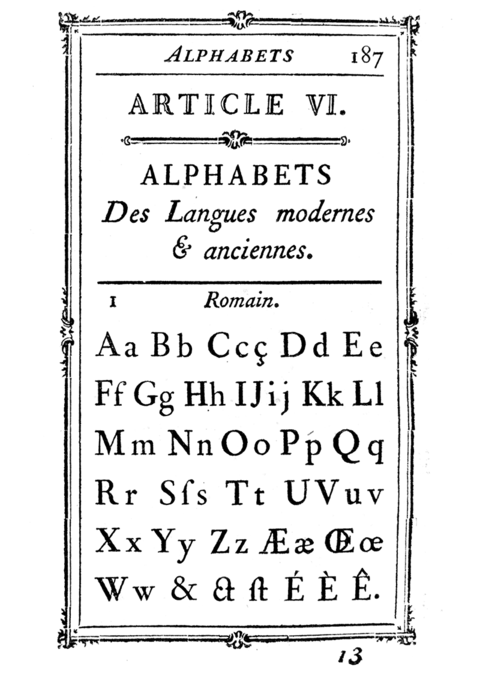 ALPHABETS 187
ARTICLE VI.
ALPHABETS
Des Langues modernes
& anciennes.
1 Romain.
Aa Bb Ccç Dd Ee
Ff Gg Hh IJij Kk Ll
Mm Nn Oo Pp Qq
Rr Sſs Tt UVuv
Xx Yy Zz Ææ Œœ
Ww & ct ſt É È Ê.
13